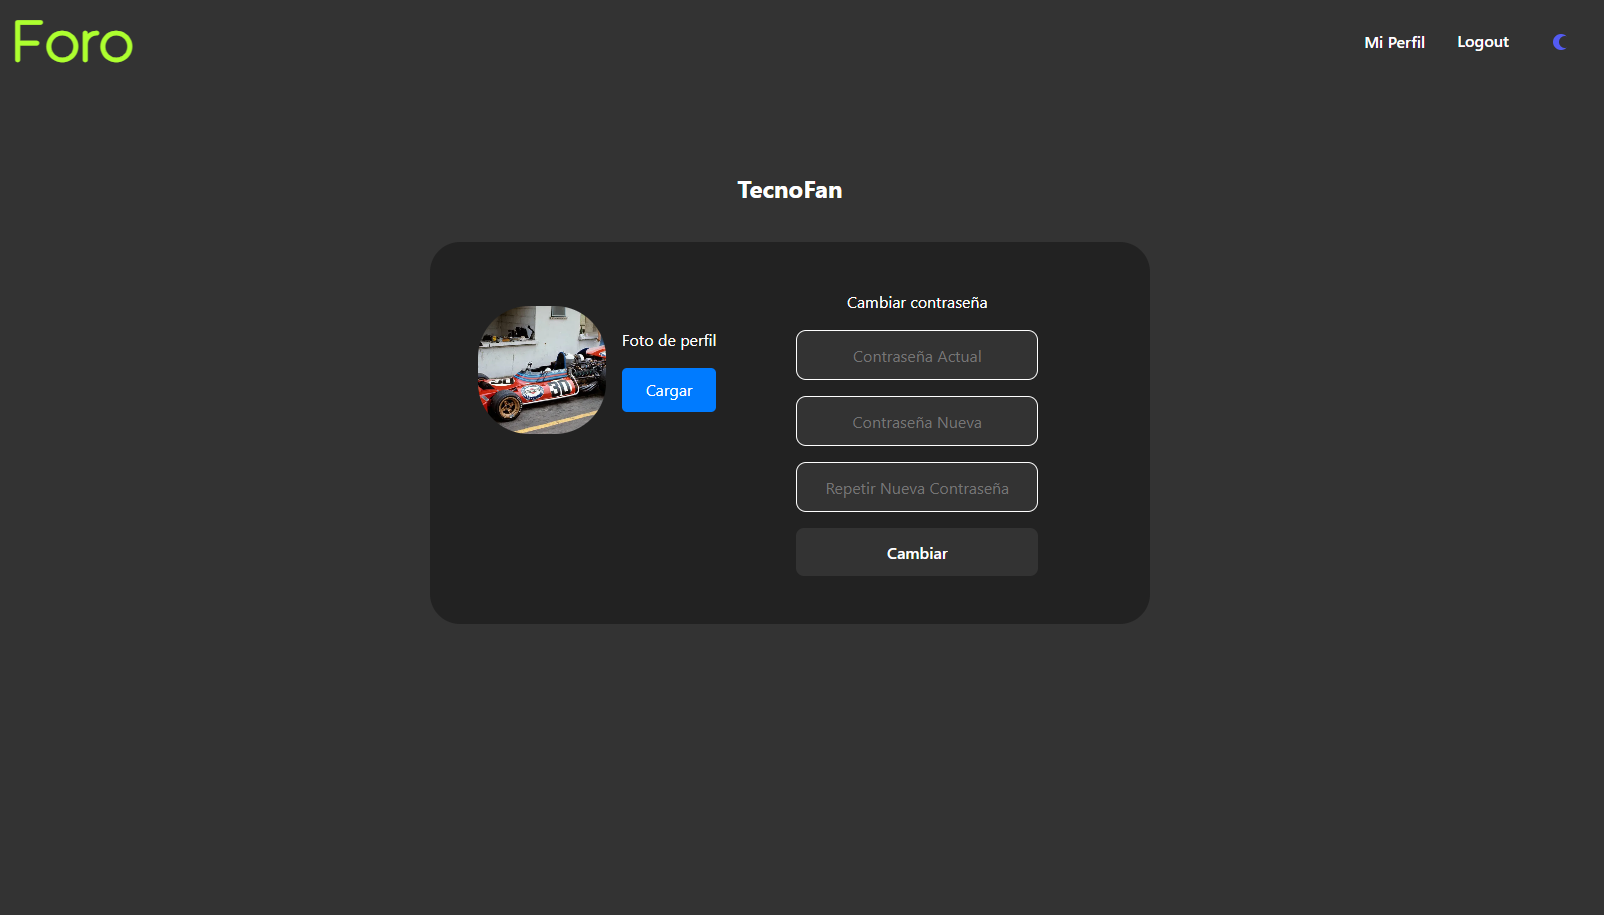 Foro
Mi Perfil
Logout
TecnoFan
Cambiar contraseña
Foto de perfil
Cargar
30
Contraseña Actual
Contraseña Nueva
Repetir Nueva Contraseña
Cambiar